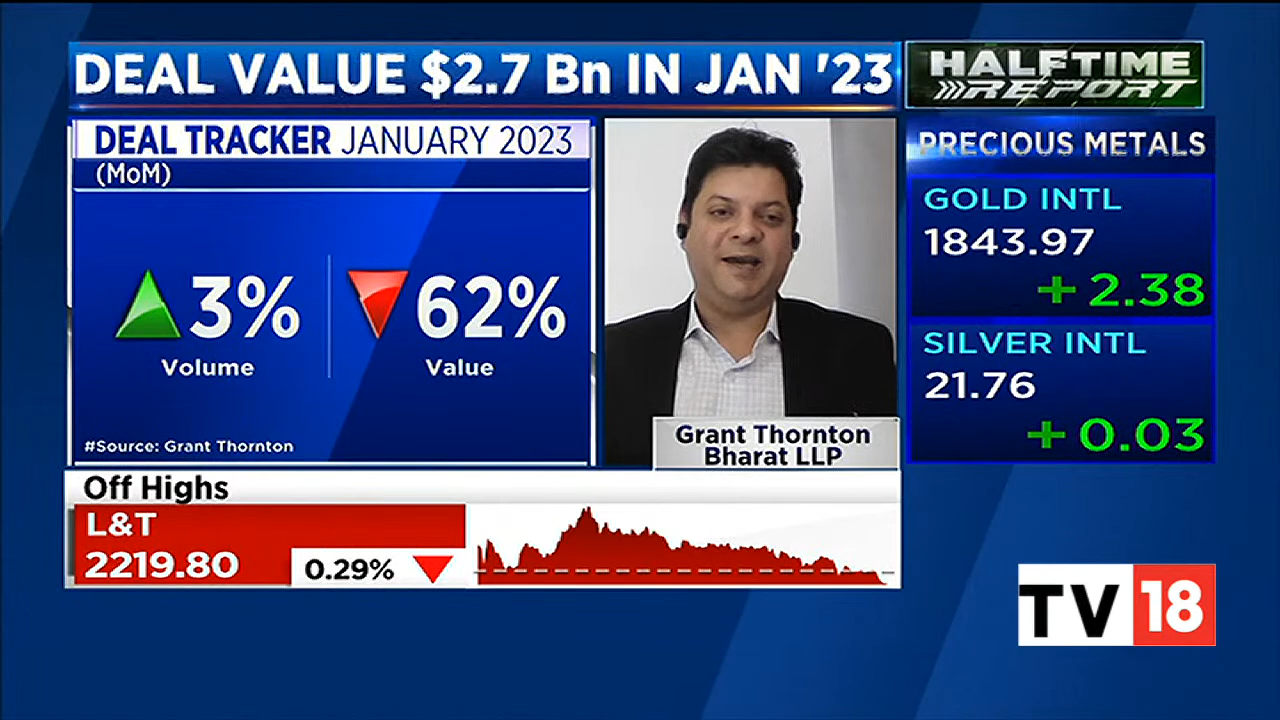 DEAL VALUE $2.7 Bn IN JAN '23
HALFTIME
REPORT
DEAL TRACKER JANUARY 2023
(MoM)
3%
Volume
62%
Value
#Source: Grant Thornton
Grant Thornton
Bharat LLP
PRECIOUS METALS
GOLD INTL
1843.97
+2.38
SILVER INTL
21.76
+0.03
Off Highs
L&T
2219.80
0.29%
TV18